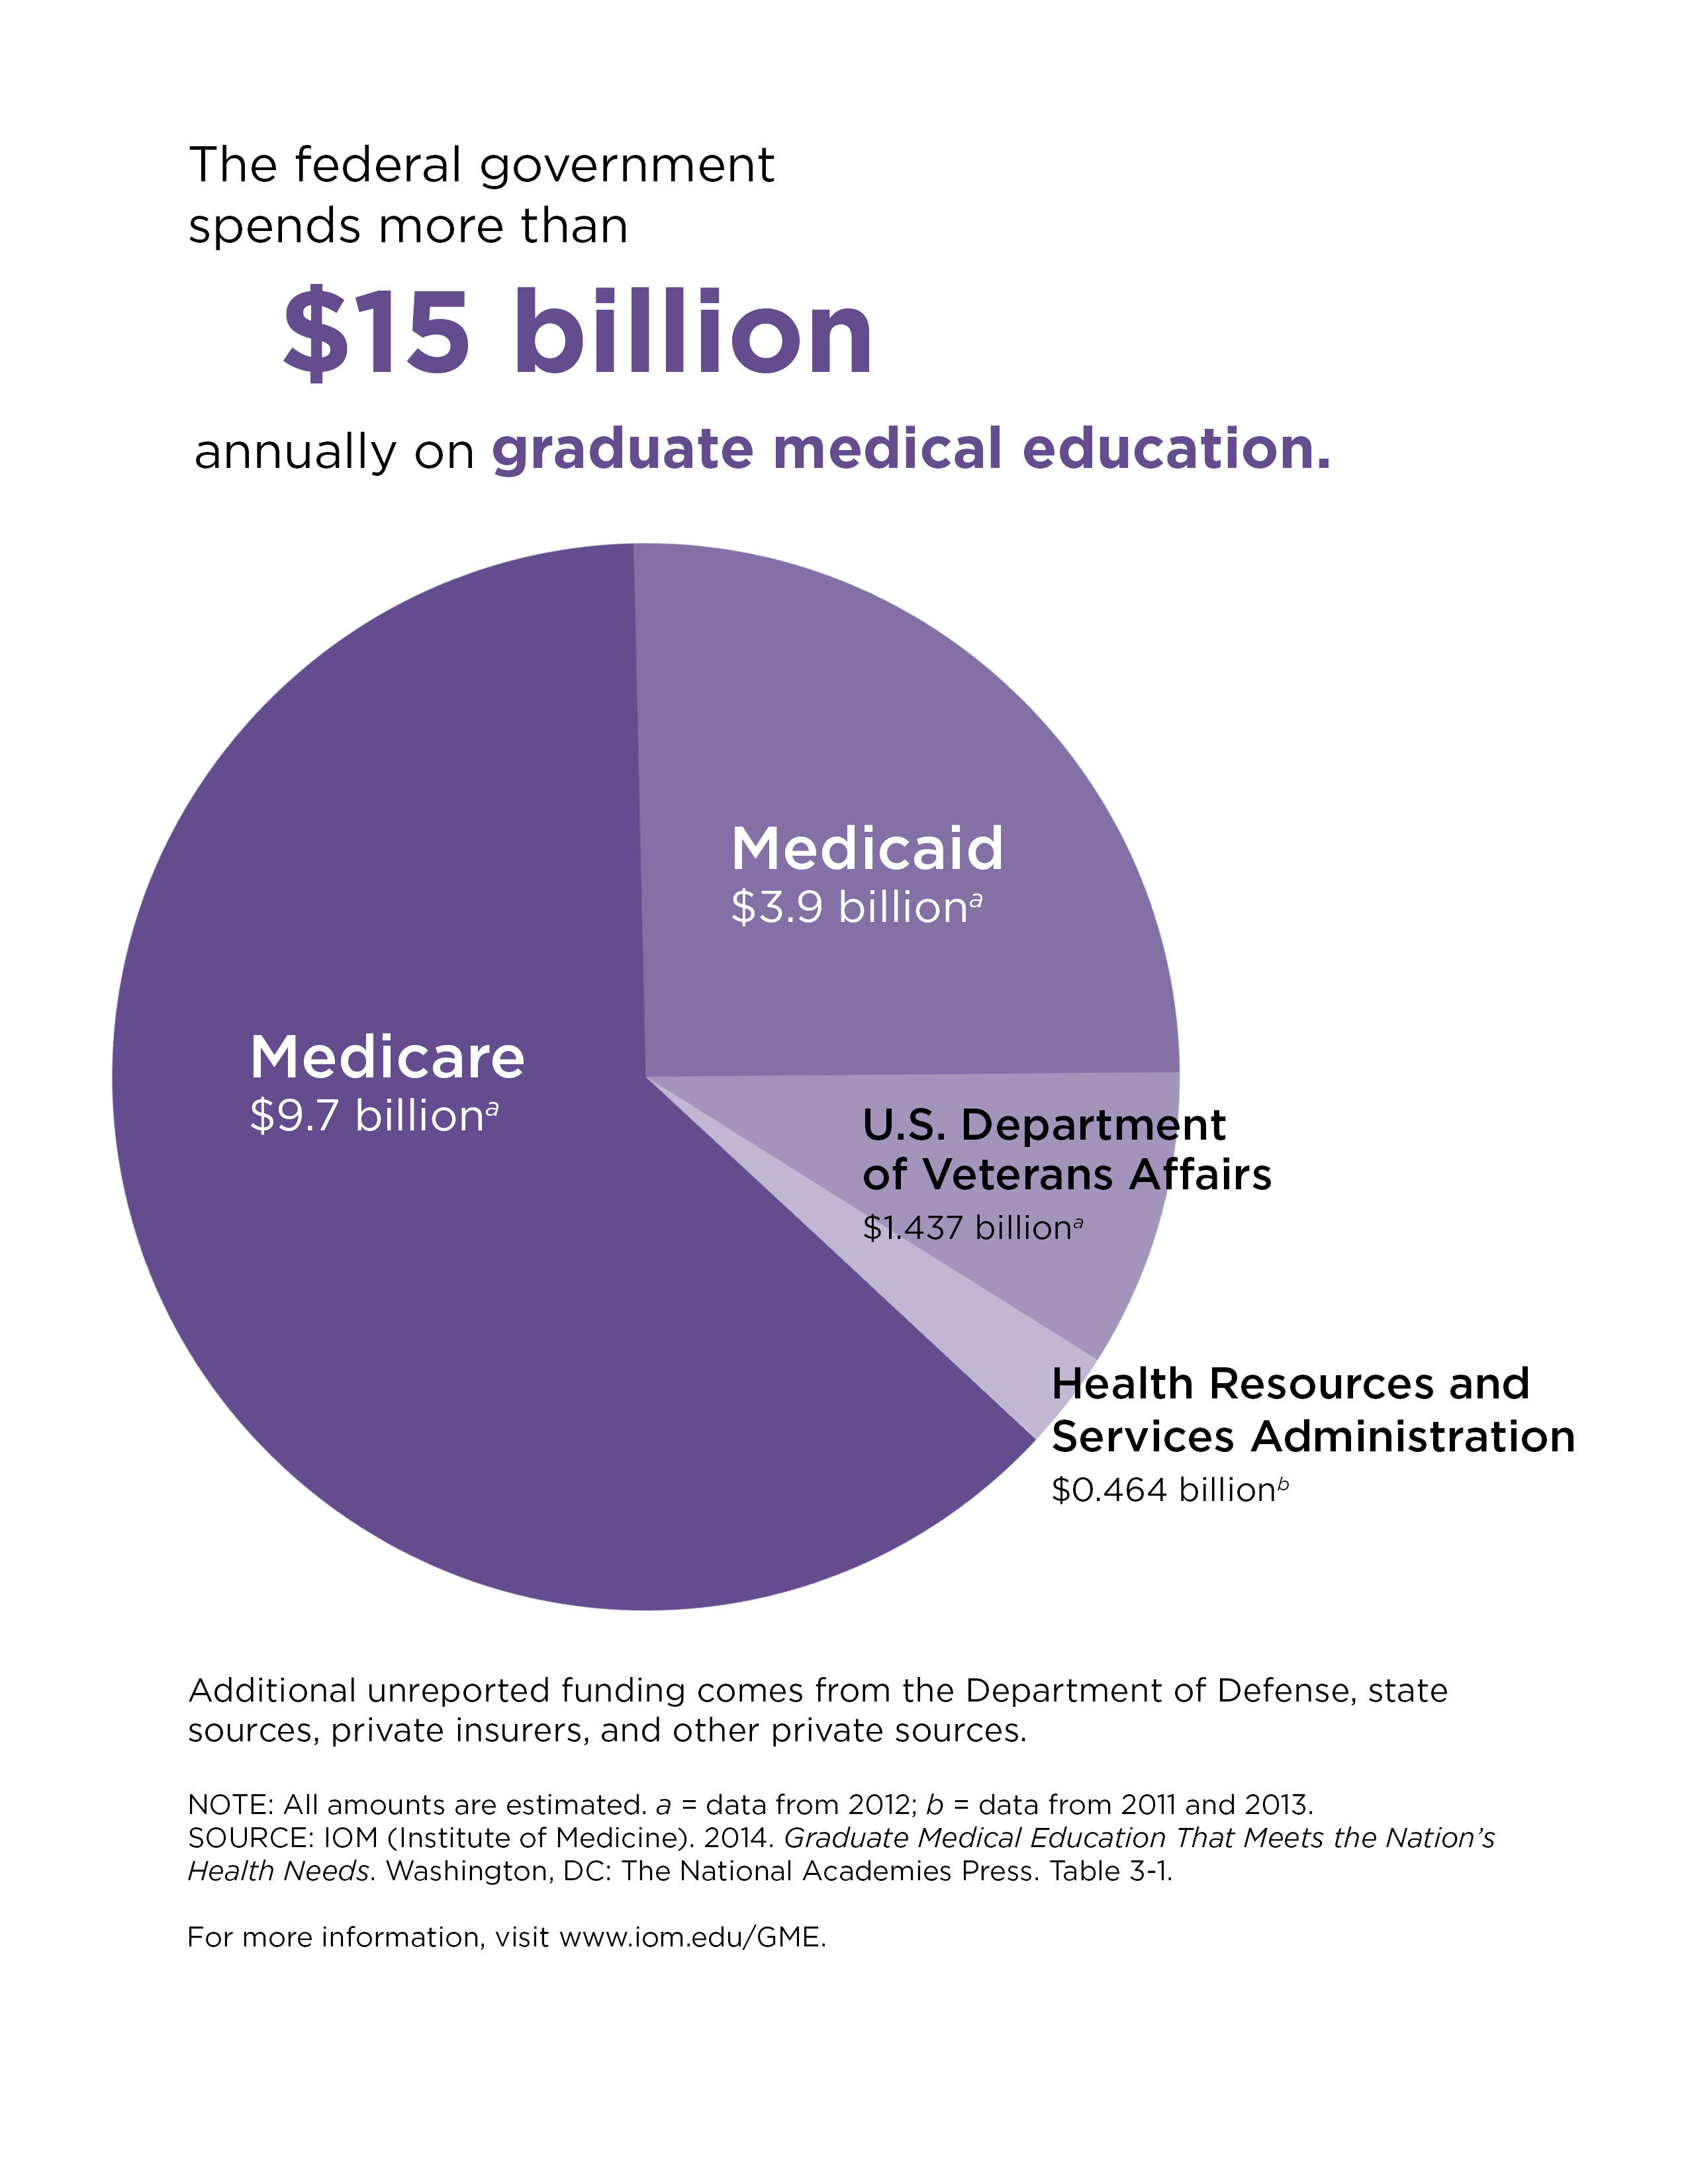 The federal government
spends more than
$15 billion
annually on graduate medical education.
Medicaid
$3.9 billionª
Medicare
$9.7 billionª
U.S. Department
of Veterans Affairs
$1.437 billionª
Health Resources and
Services Administration
$0.464 billionᵇ
Additional unreported funding comes from the Department of Defense, state
sources, private insurers, and other private sources.
NOTE: All amounts are estimated. a = data from 2012; b = data from 2011 and 2013.
SOURCE: IOM (Institute of Medicine). 2014. Graduate Medical Education That Meets the Nation’s
Health Needs. Washington, DC: The National Academies Press. Table 3-1.
For more information, visit www.iom.edu/GME.